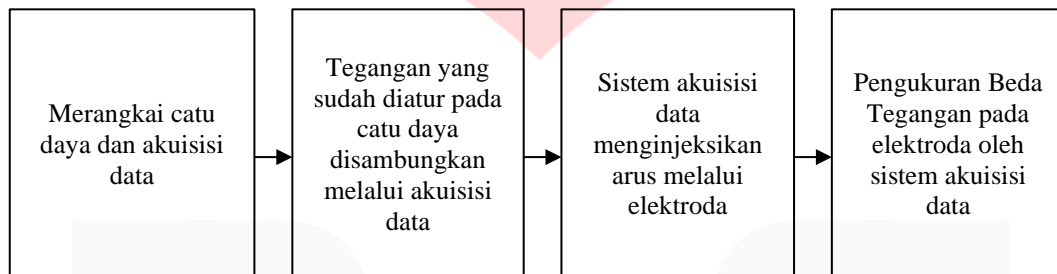 Merangkai catu
daya dan akuisisi
data
Tegangan yang
sudah diatur pada
catu daya
disambungkan
melalui akuisisi
data
Sistem akuisisi
data
menginjeksikan
arus melalui
elektroda
Pengukuran Beda
Tegangan pada
elektroda oleh
sistem akuisisi
data